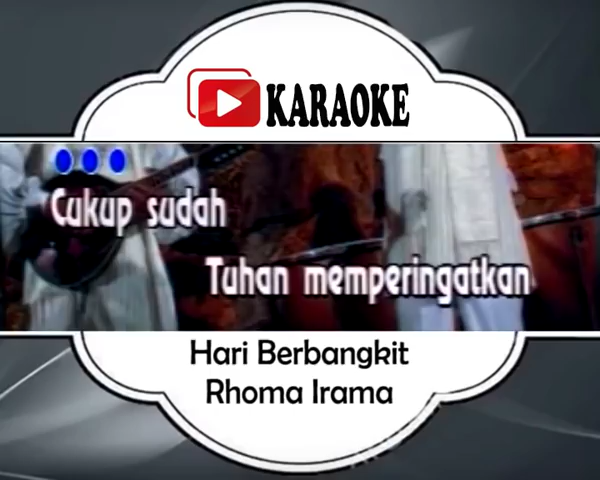 KARAOKE
Cukup sudah
Tuhan memperingatkan
Hari Berbangkit
Rhoma Irama